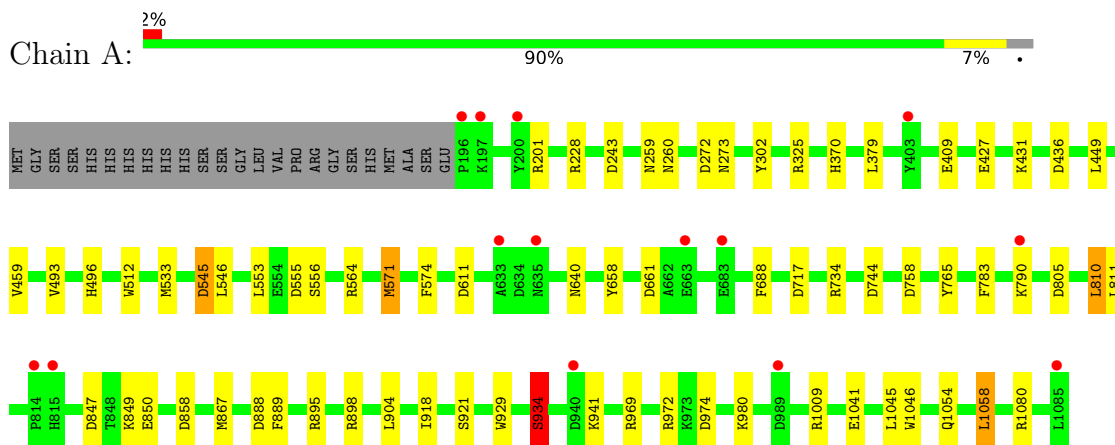 2%
Chain A:
90% 7% •
MET GLY SER SER HIS HIS HIS HIS HIS HIS SER SER GLY LEU VAL PRO ARG GLY SER HIS MET ALA SER GLU P196 K197 Y200 R201 R228 D243 N259 N260 D272 N273 Y302 R325 H370 L379 Y403 E409 E427 K431 D436 L449
V459 V493 H496 W512 M533 D545 L546 L553 E554 D555 S556 R564 M571 F574 D611 A633 D634 N635 N640 Y658 D661 A662 E663 E683 F688 D717 R734 D744 D758 Y765 F783 K790 D805 L810 L811
P814 H815 D847 T848 K849 E850 D858 M867 D888 F889 R895 R898 L904 I918 S921 W929 S934 D940 K941 R969 R972 K973 D974 K980 D989 R1009 E1041 L1045 W1046 Q1054 L1058 R1080 L1085